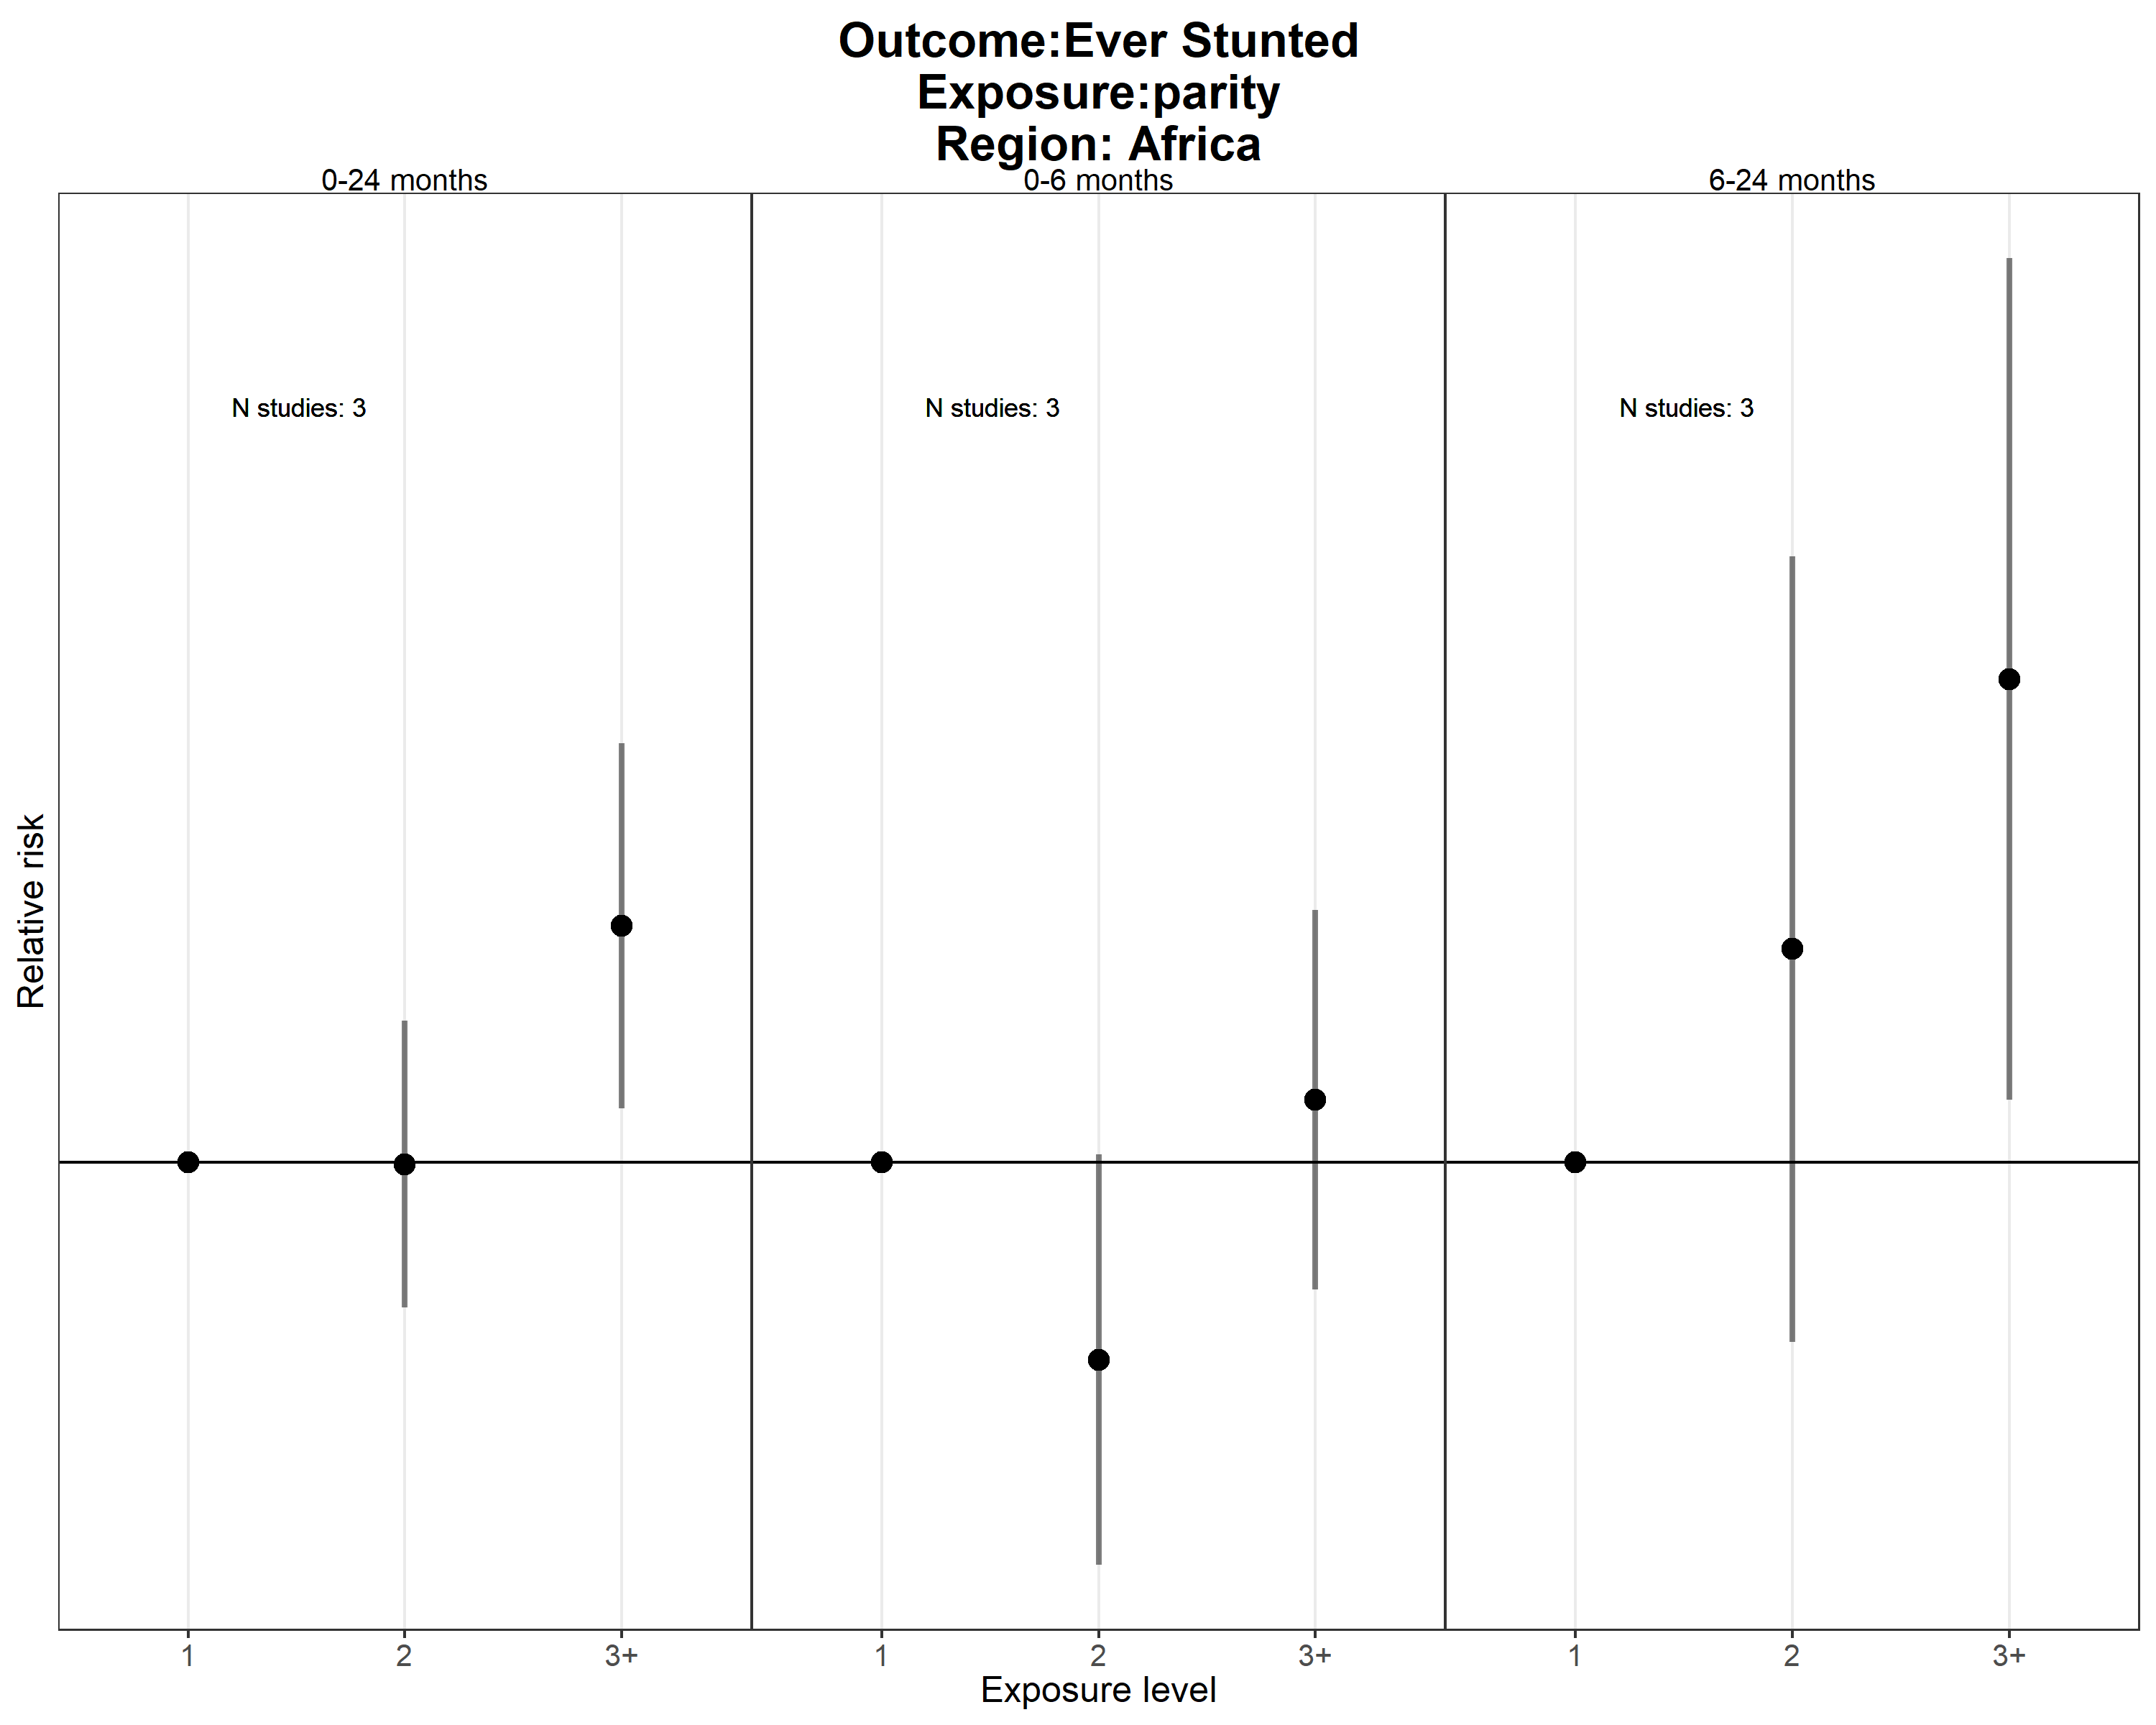 Outcome:Ever Stunted
Exposure:parity
Region: Africa
0-24 months
0-6 months
6-24 months
N studies: 3
N studies: 3
N studies: 3
Relative risk
1
2
3+
1
2
3+
1
2
3+
Exposure level